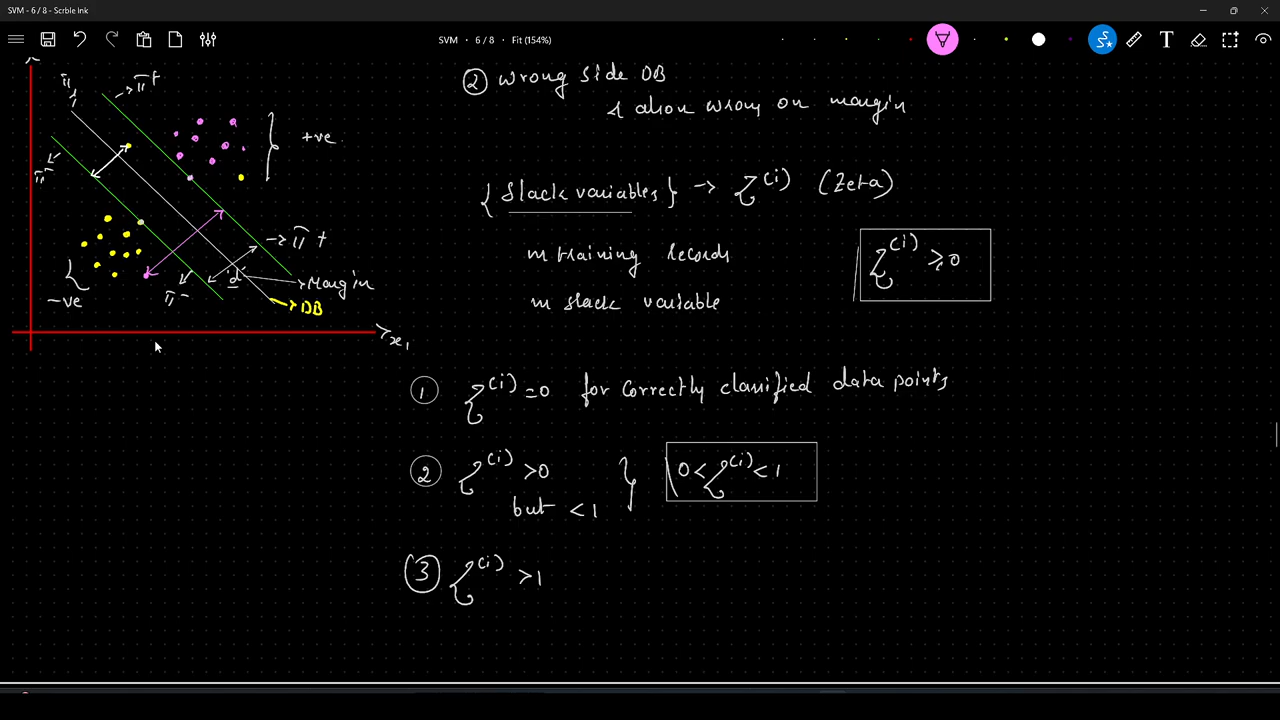 SVM - 6 / 8 - Scrble Ink
SVM • 6 / 8 • Fit (154%)
T
π
π+
+ve
π-
-ve
π+
'd'
π-
Margin
DB
x₁
② wrong side DB
& alson wrong on margin
{Slack variables} -> ζ(i) (Zeta)
m training records
m slack variable
ζ(i) ≥ 0
① ζ(i) = 0 for correctly classified data points
② ζ(i) > 0
but < 1
0 < ζ(i) < 1
③ ζ(i) > 1